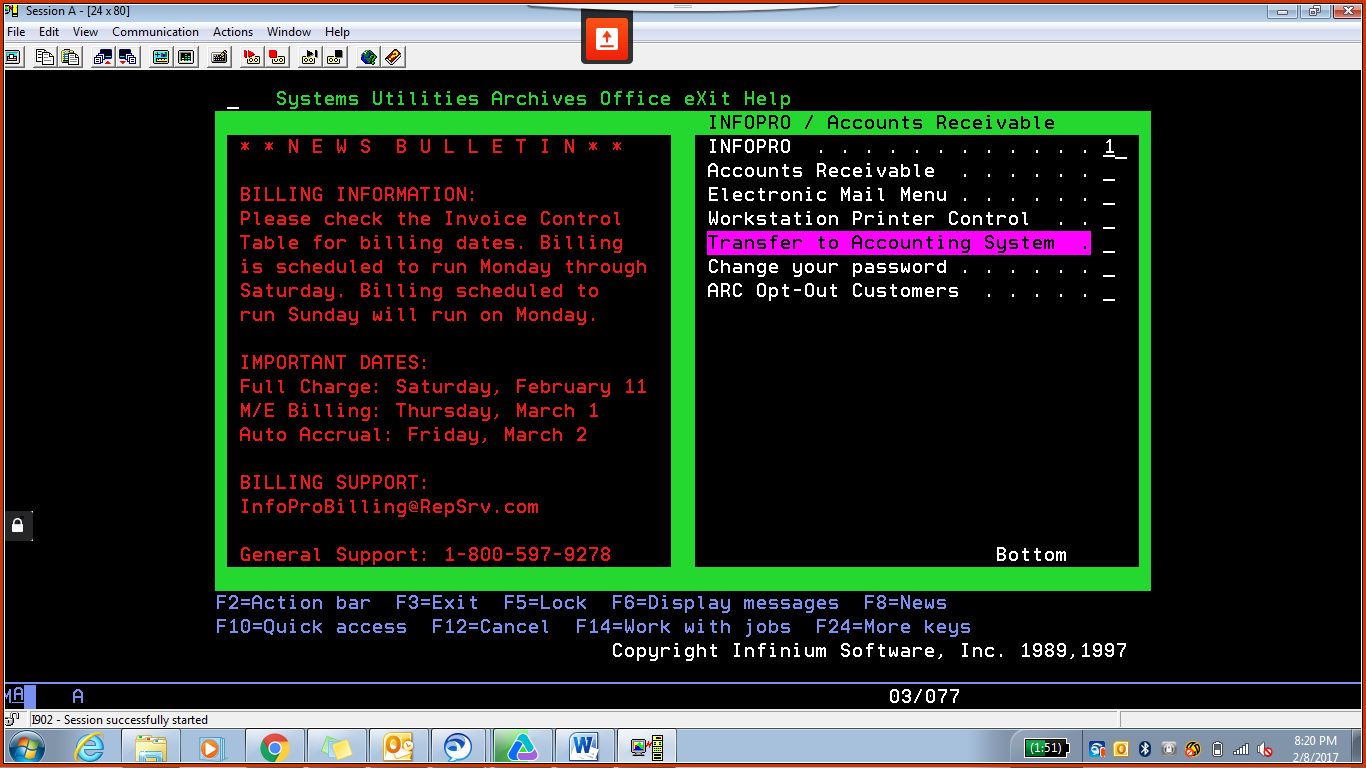 Session A - [24 x 80]
File Edit View Communication Actions Window Help
Systems Utilities Archives Office eXit Help
INFOPRO / Accounts Receivable
* * N E W S B U L L E T I N * *
BILLING INFORMATION:
Please check the Invoice Control
Table for billing dates. Billing
is scheduled to run Monday through
Saturday. Billing scheduled to
run Sunday will run on Monday.
IMPORTANT DATES:
Full Charge: Saturday, February 11
M/E Billing: Thursday, March 1
Auto Accrual: Friday, March 2
BILLING SUPPORT:
InfoProBilling@RepSrv.com
General Support: 1-800-597-9278
INFOPRO . . . . . . . . . . . . 1_
Accounts Receivable . . . . . . _
Electronic Mail Menu . . . . . . _
Workstation Printer Control . . _
Transfer to Accounting System . _
Change your password . . . . . . _
ARC Opt-Out Customers . . . . . _
Bottom
F2=Action bar F3=Exit F5=Lock F6=Display messages F8=News
F10=Quick access F12=Cancel F14=Work with jobs F24=More keys
Copyright Infinium Software, Inc. 1989,1997
MA A 03/077
I902 - Session successfully started
(1:51)
8:20 PM
2/8/2017